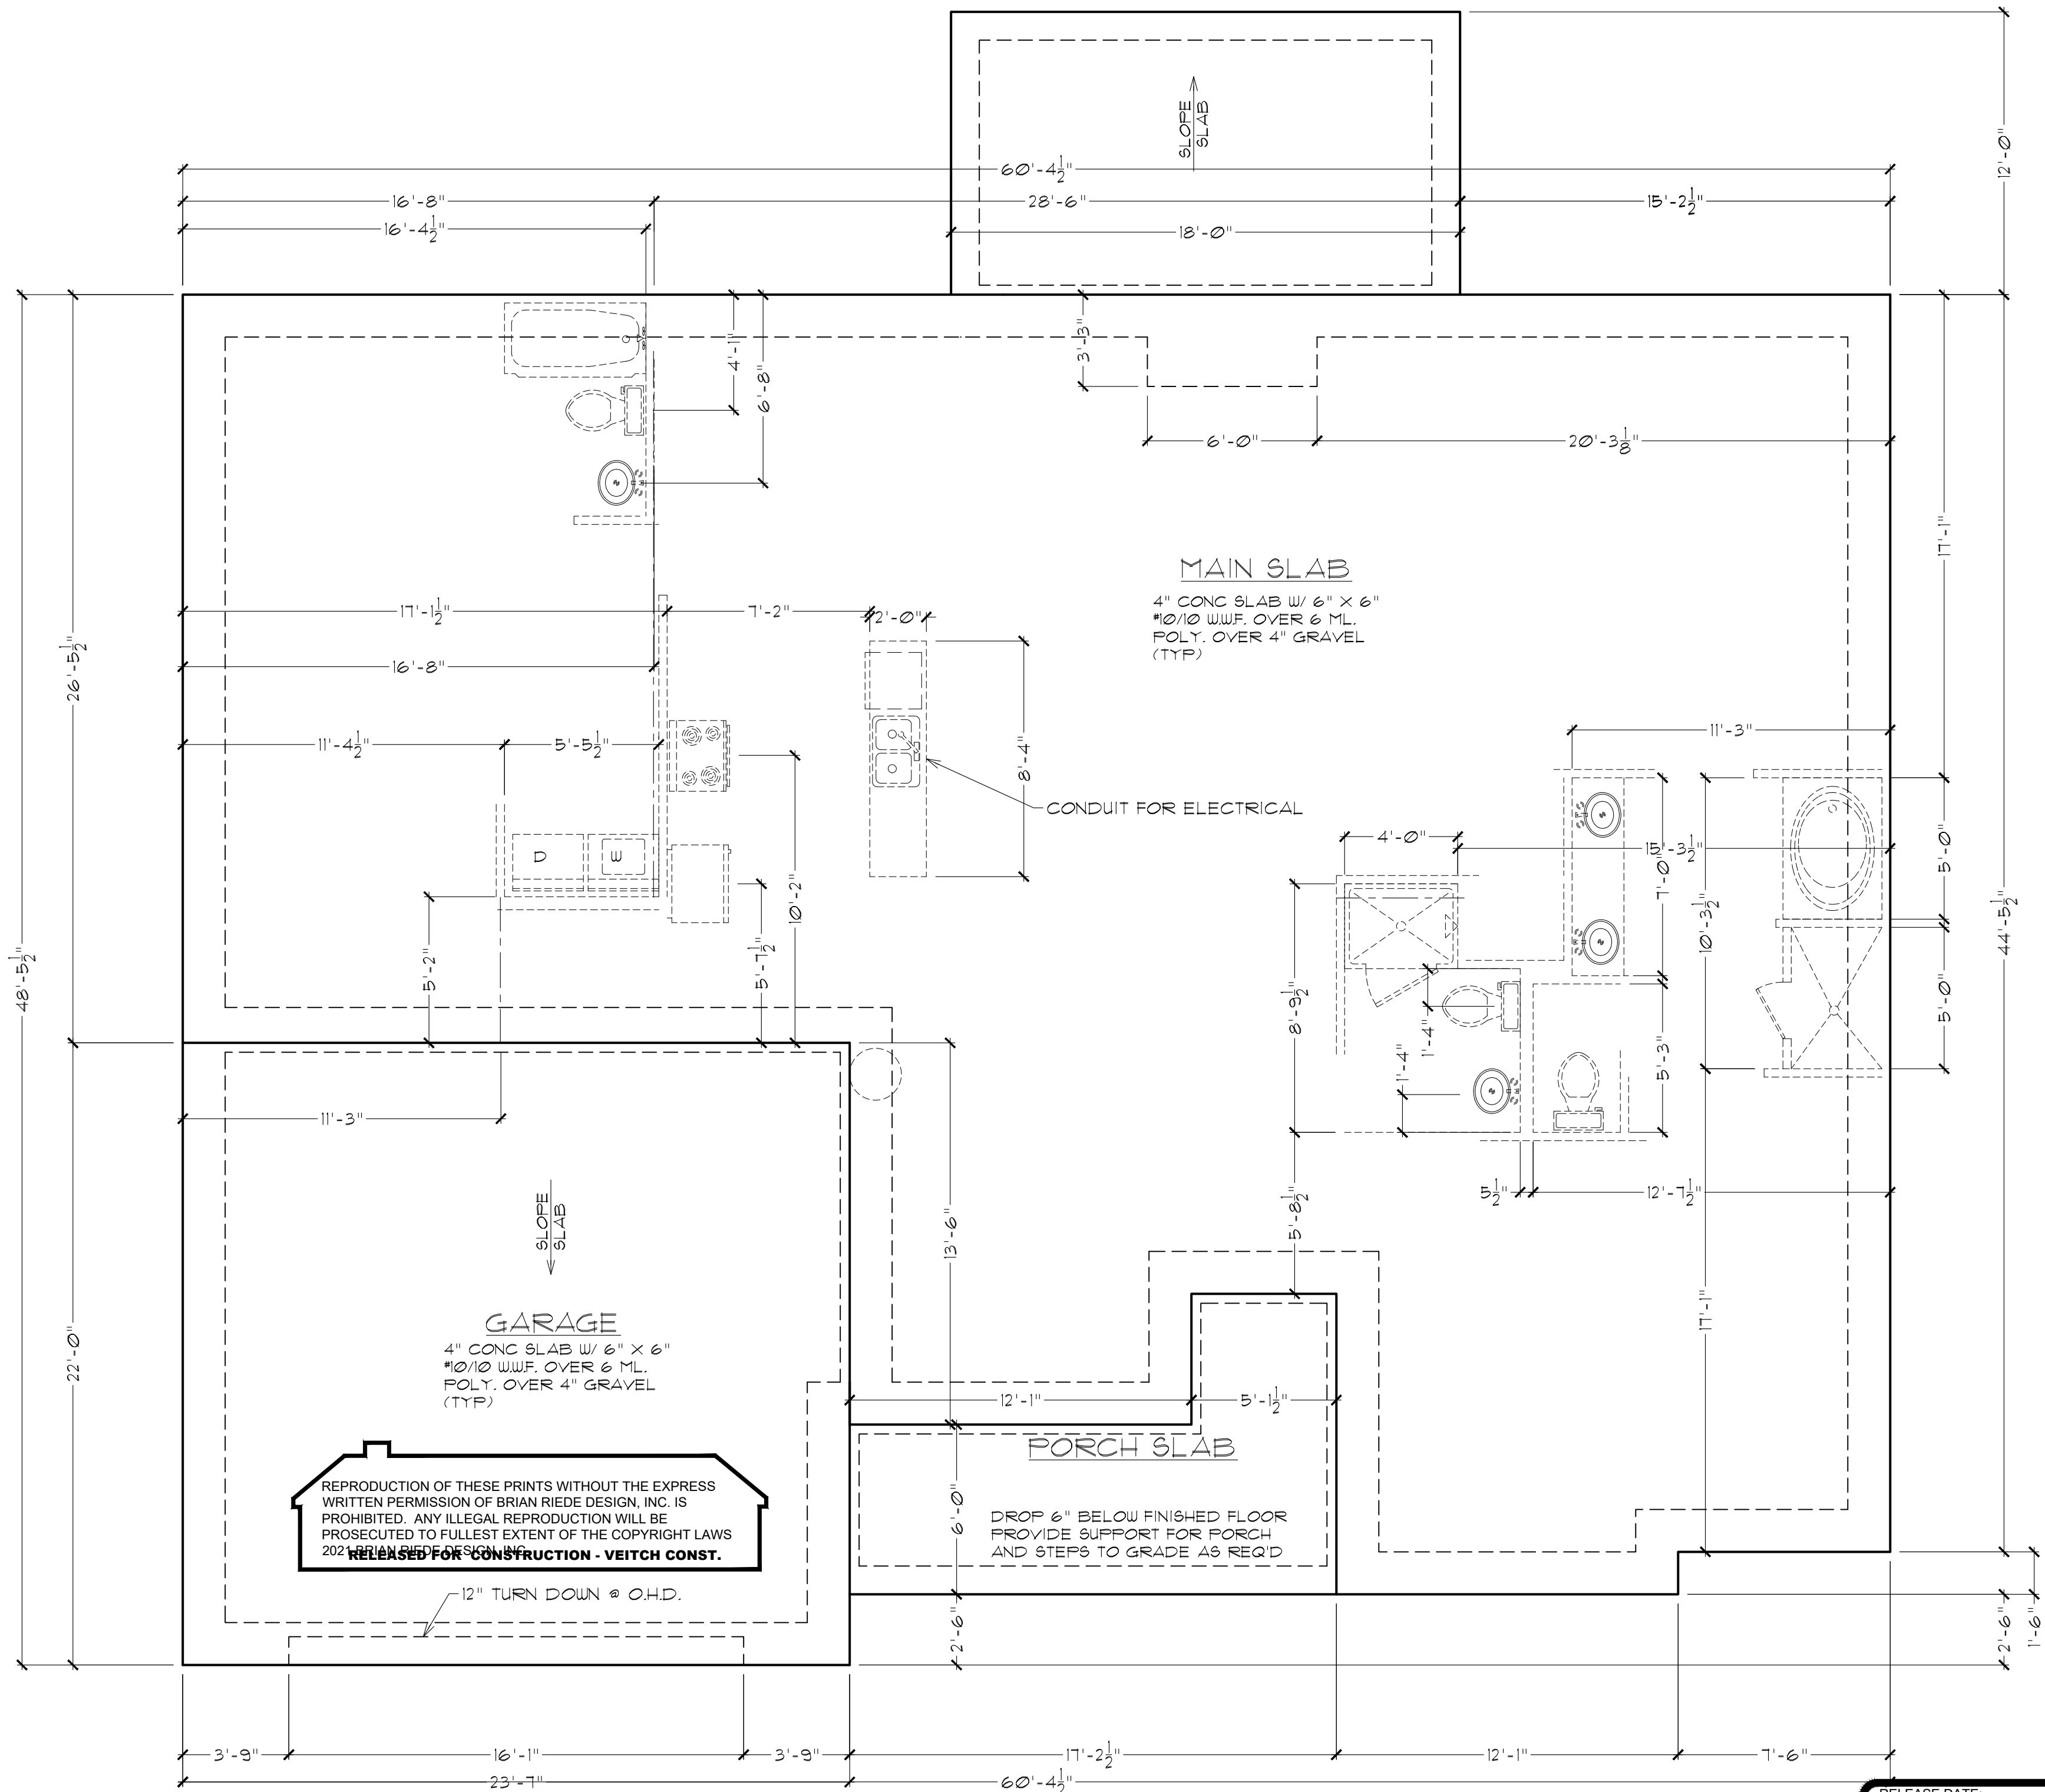 12'-0"
SLOPE
SLAB
60'-4½"
16'-8"
28'-6"
15'-2½"
16'-4½"
18'-0"
4'-1"
6'-8"
3'-3"
6'-0"
20'-3⅛"
17'-1"
26'-5½"
MAIN SLAB
4" CONC SLAB W/ 6" X 6"
#10/10 W.W.F. OVER 6 ML.
POLY. OVER 4" GRAVEL
(TYP)
17'-1½"
7'-2"
2'-0"
16'-8"
11'-4½"
5'-5½"
8'-4"
11'-3"
CONDUIT FOR ELECTRICAL
4'-0"
15'-3½"
7'-0"
5'-0"
D
W
10'-2"
5'-2"
5'-7½"
10'-3½"
44'-5½"
48'-5½"
8'-9½"
1'-4"
1'-4"
5'-3"
5'-0"
11'-3"
5½"
12'-7½"
SLOPE
SLAB
13'-6"
5'-8½"
17'-1"
22'-0"
GARAGE
4" CONC SLAB W/ 6" X 6"
#10/10 W.W.F. OVER 6 ML.
POLY. OVER 4" GRAVEL
(TYP)
12'-1"
5'-1½"
PORCH SLAB
6'-0"
DROP 6" BELOW FINISHED FLOOR
PROVIDE SUPPORT FOR PORCH
AND STEPS TO GRADE AS REQ'D
REPRODUCTION OF THESE PRINTS WITHOUT THE EXPRESS
WRITTEN PERMISSION OF BRIAN RIEDE DESIGN, INC. IS
PROHIBITED. ANY ILLEGAL REPRODUCTION WILL BE
PROSECUTED TO FULLEST EXTENT OF THE COPYRIGHT LAWS
2021 BRIAN RIEDE DESIGN, INC.
RELEASED FOR CONSTRUCTION - VEITCH CONST.
12" TURN DOWN @ O.H.D.
2'-6"
2'-6"
1'-6"
3'-9"
16'-1"
3'-9"
17'-2½"
12'-1"
7'-6"
23'-7"
60'-4½"
RELEASE DATE: